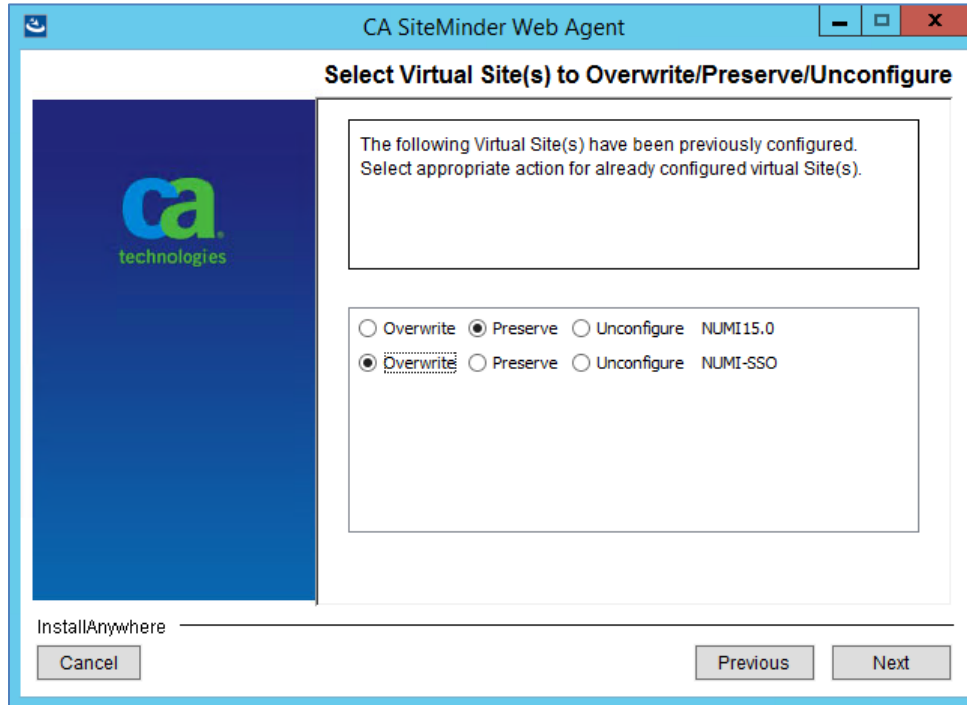 CA SiteMinder Web Agent
Select Virtual Site(s) to Overwrite/Preserve/Unconfigure
ca
technologies
The following Virtual Site(s) have been previously configured.
Select appropriate action for already configured virtual Site(s).
Overwrite Preserve Unconfigure NUMI15.0
Overwrite Preserve Unconfigure NUMI-SSO
InstallAnywhere
Cancel Previous Next